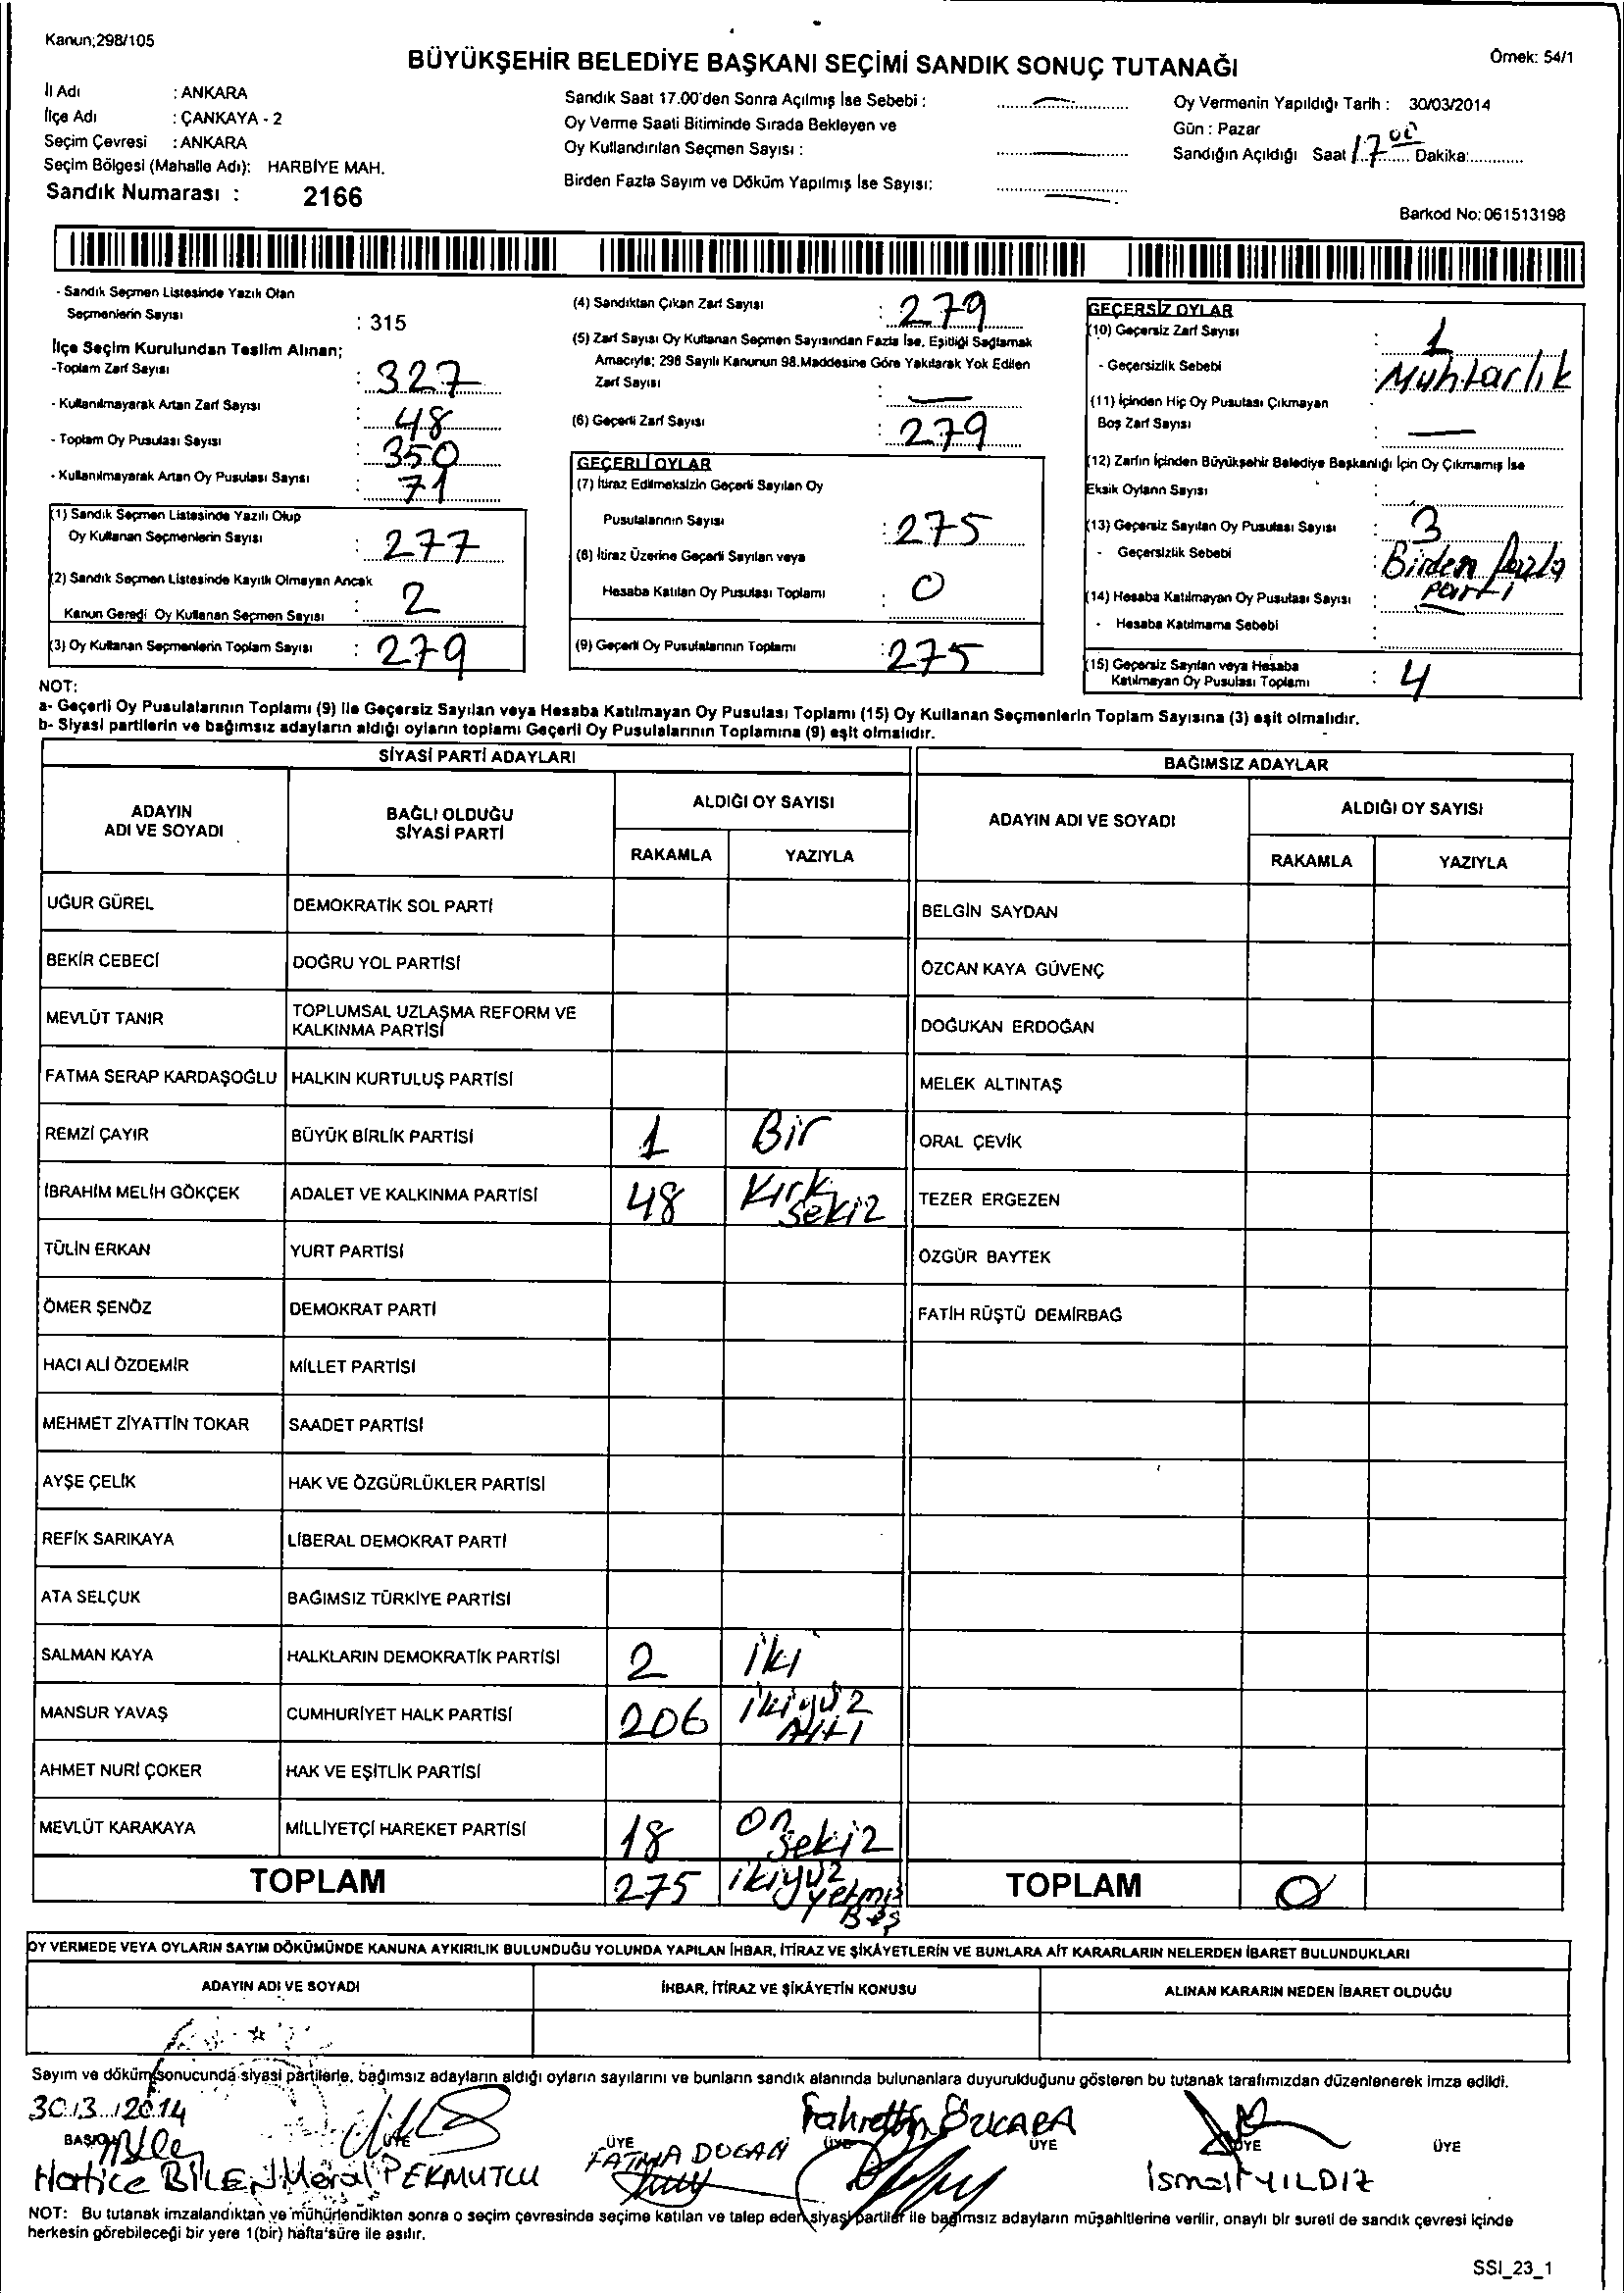 Kanun;298/105
BÜYÜKŞEHİR BELEDİYE BAŞKANI SEÇİMİ SANDIK SONUÇ TUTANAĞI
Örnek: 54/1
İl Adı : ANKARA
İlçe Adı : ÇANKAYA - 2
Seçim Çevresi : ANKARA
Seçim Bölgesi (Mahalle Adı): HARBİYE MAH.
Sandık Numarası : 2166
Sandık Saat 17.00'den Sonra Açılmış İse Sebebi :
Oy Verme Saati Bitiminde Sırada Bekleyen ve
Oy Kullandırılan Seçmen Sayısı :
Birden Fazla Sayım ve Döküm Yapılmış İse Sayısı:
Oy Vermenin Yapıldığı Tarih : 30/03/2014
Gün : Pazar
Sandığın Açıldığı Saat 17.00 Dakika:
Barkod No: 061513198
- Sandık Seçmen Listesinde Yazılı Olan
Seçmenlerin Sayısı : 315
İlçe Seçim Kurulundan Teslim Alınan;
-Toplam Zarf Sayısı : 327
- Kullanılmayarak Artan Zarf Sayısı : 48
- Toplam Oy Pusulası Sayısı : 350
- Kullanılmayarak Artan Oy Pusulası Sayısı : 71
(1) Sandık Seçmen Listesinde Yazılı Olup
Oy Kullanan Seçmenlerin Sayısı : 277
(2) Sandık Seçmen Listesinde Kayıtlı Olmayan Ancak
Kanun Gereği Oy Kullanan Seçmen Sayısı : 2
(3) Oy Kullanan Seçmenlerin Toplam Sayısı : 279
(4) Sandıktan Çıkan Zarf Sayısı : 279
(5) Zarf Sayısı Oy Kullanan Seçmen Sayısından Fazla İse, Eşitliği Sağlamak
Amacıyla; 298 Sayılı Kanunun 98.Maddesine Göre Yakılarak Yok Edilen
Zarf Sayısı : —
(6) Geçerli Zarf Sayısı : 279
GEÇERLİ OYLAR
(7) İtiraz Edilmeksizin Geçerli Sayılan Oy
Pusulalarının Sayısı : 275
(8) İtiraz Üzerine Geçerli Sayılan veya
Hesaba Katılan Oy Pusulası Toplamı : 0
(9) Geçerli Oy Pusulalarının Toplamı : 275
GEÇERSİZ OYLAR
(10) Geçersiz Zarf Sayısı : 1
- Geçersizlik Sebebi : Muhtarlık
(11) İçinden Hiç Oy Pusulası Çıkmayan
Boş Zarf Sayısı : —
(12) Zarfın İçinden Büyükşehir Belediye Başkanlığı İçin Oy Çıkmamış İse
Eksik Oyların Sayısı :
(13) Geçersiz Sayılan Oy Pusulası Sayısı : 3
- Geçersizlik Sebebi : Birden fazla parti
(14) Hesaba Katılmayan Oy Pusulası Sayısı : —
- Hesaba Katılmama Sebebi :
(15) Geçersiz Sayılan veya Hesaba
Katılmayan Oy Pusulası Toplamı : 4
NOT:
a- Geçerli Oy Pusulalarının Toplamı (9) ile Geçersiz Sayılan veya Hesaba Katılmayan Oy Pusulası Toplamı (15) Oy Kullanan Seçmenlerin Toplam Sayısına (3) eşit olmalıdır.
b- Siyasi partilerin ve bağımsız adayların aldığı oyların toplamı Geçerli Oy Pusulalarının Toplamına (9) eşit olmalıdır.
SİYASİ PARTİ ADAYLARI
BAĞIMSIZ ADAYLAR
ADAYIN ADI VE SOYADI
BAĞLI OLDUĞU SİYASİ PARTİ
ALDIĞI OY SAYISI
RAKAMLA YAZIYLA
ADAYIN ADI VE SOYADI
ALDIĞI OY SAYISI
RAKAMLA YAZIYLA
UĞUR GÜREL DEMOKRATİK SOL PARTİ BELGİN SAYDAN
BEKİR CEBECİ DOĞRU YOL PARTİSİ ÖZCAN KAYA GÜVENÇ
MEVLÜT TANIR TOPLUMSAL UZLAŞMA REFORM VE KALKINMA PARTİSİ DOĞUKAN ERDOĞAN
FATMA SERAP KARDAŞOĞLU HALKIN KURTULUŞ PARTİSİ MELEK ALTINTAŞ
REMZİ ÇAYIR BÜYÜK BİRLİK PARTİSİ 1 Bir ORAL ÇEVİK
İBRAHİM MELİH GÖKÇEK ADALET VE KALKINMA PARTİSİ 48 Kırk sekiz TEZER ERGEZEN
TÜLİN ERKAN YURT PARTİSİ ÖZGÜR BAYTEK
ÖMER ŞENÖZ DEMOKRAT PARTİ FATİH RÜŞTÜ DEMİRBAĞ
HACI ALİ ÖZDEMİR MİLLET PARTİSİ
MEHMET ZİYATTİN TOKAR SAADET PARTİSİ
AYŞE ÇELİK HAK VE ÖZGÜRLÜKLER PARTİSİ
REFİK SARIKAYA LİBERAL DEMOKRAT PARTİ
ATA SELÇUK BAĞIMSIZ TÜRKİYE PARTİSİ
SALMAN KAYA HALKLARIN DEMOKRATİK PARTİSİ 2 iki
MANSUR YAVAŞ CUMHURİYET HALK PARTİSİ 206 ikiyüz Altı
AHMET NURİ ÇOKER HAK VE EŞİTLİK PARTİSİ
MEVLÜT KARAKAYA MİLLİYETÇİ HAREKET PARTİSİ 18 on sekiz
TOPLAM 275 ikiyüz yetmiş Beş TOPLAM 0
OY VERMEDE VEYA OYLARIN SAYIM DÖKÜMÜNDE KANUNA AYKIRILIK BULUNDUĞU YOLUNDA YAPILAN İHBAR, İTİRAZ VE ŞİKÂYETLERİN VE BUNLARA AİT KARARLARIN NELERDEN İBARET BULUNDUKLARI
ADAYIN ADI VE SOYADI İHBAR, İTİRAZ VE ŞİKÂYETİN KONUSU ALINAN KARARIN NEDEN İBARET OLDUĞU
Sayım ve döküm sonucunda siyasi partilerle, bağımsız adayların aldığı oyların sayılarını ve bunların sandık alanında bulunanlara duyurulduğunu gösteren bu tutanak tarafımızdan düzenlenerek imza edildi.
30/3/2014
Fahrettin ÖZKARA
ÜYE ÜYE ÜYE ÜYE ÜYE ÜYE
FATMA DOGAN
Hatice BİLEN Meral PEKMUTLU
İsmail YILDIZ
NOT: Bu tutanak imzalandıktan ve mühürlendikten sonra o seçim çevresinde seçime katılan ve talep eden siyasi partiler ile bağımsız adayların müşahitlerine verilir, onaylı bir sureti de sandık çevresi içinde
herkesin görebileceği bir yere 1(bir) hafta süre ile asılır.
SSI_23_1